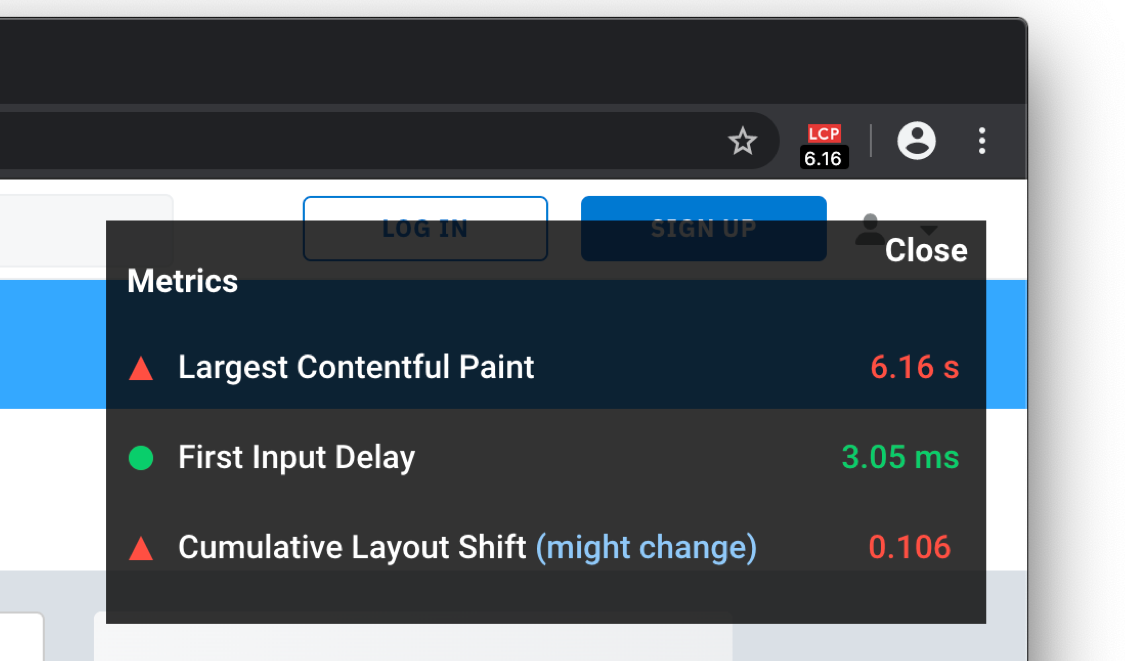 LCP
6.16
LOG IN
SIGN UP
Close
Metrics
Largest Contentful Paint 6.16 s
First Input Delay 3.05 ms
Cumulative Layout Shift (might change) 0.106